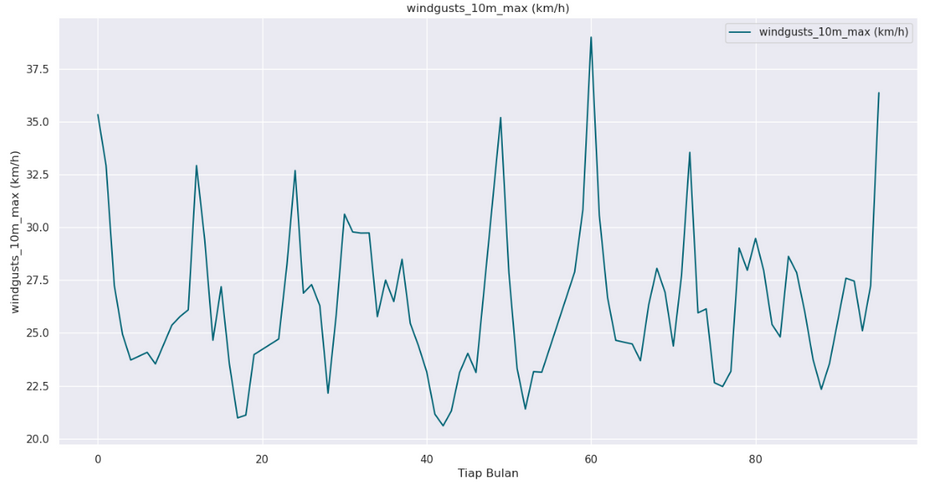 windgusts_10m_max (km/h)
windgusts_10m_max (km/h)
37.5
35.0
32.5
30.0
27.5
25.0
22.5
20.0
windgusts_10m_max (km/h)
0 20 40 60 80
Tiap Bulan